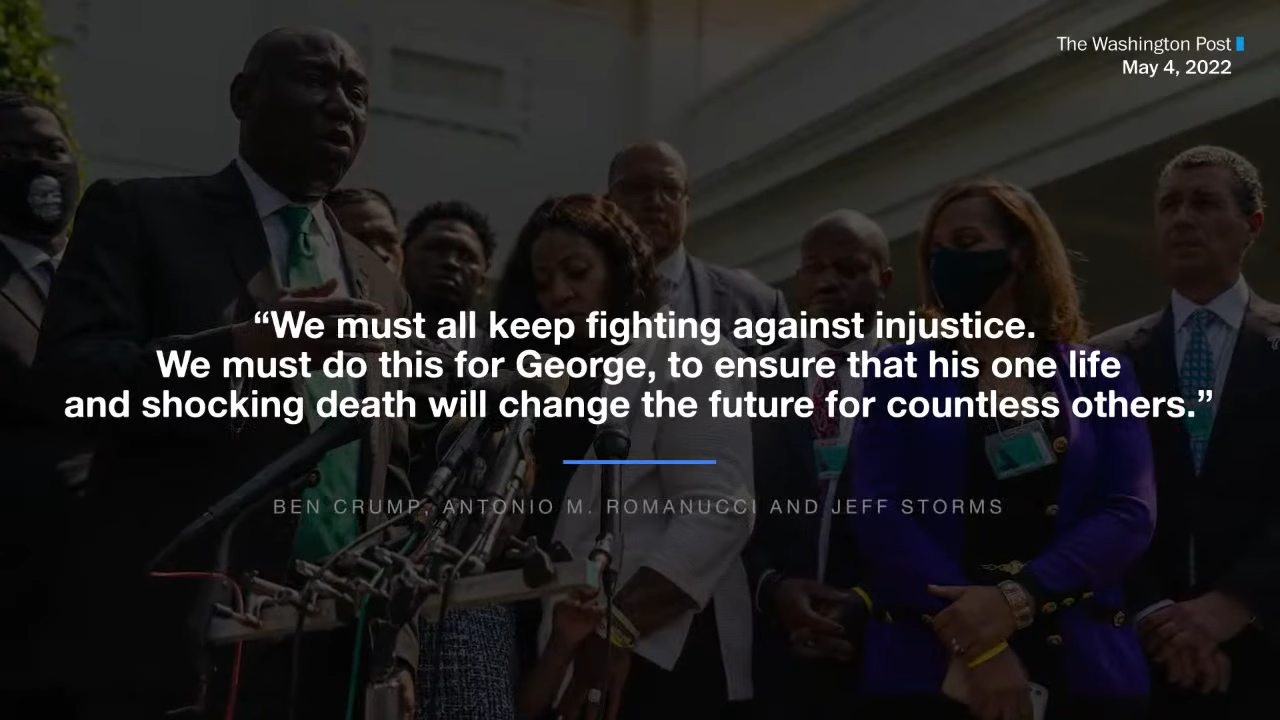 The Washington Post
May 4, 2022
“We must all keep fighting against injustice.
We must do this for George, to ensure that his one life
and shocking death will change the future for countless others.”
BEN CRUMP, ANTONIO M. ROMANUCCI AND JEFF STORMS